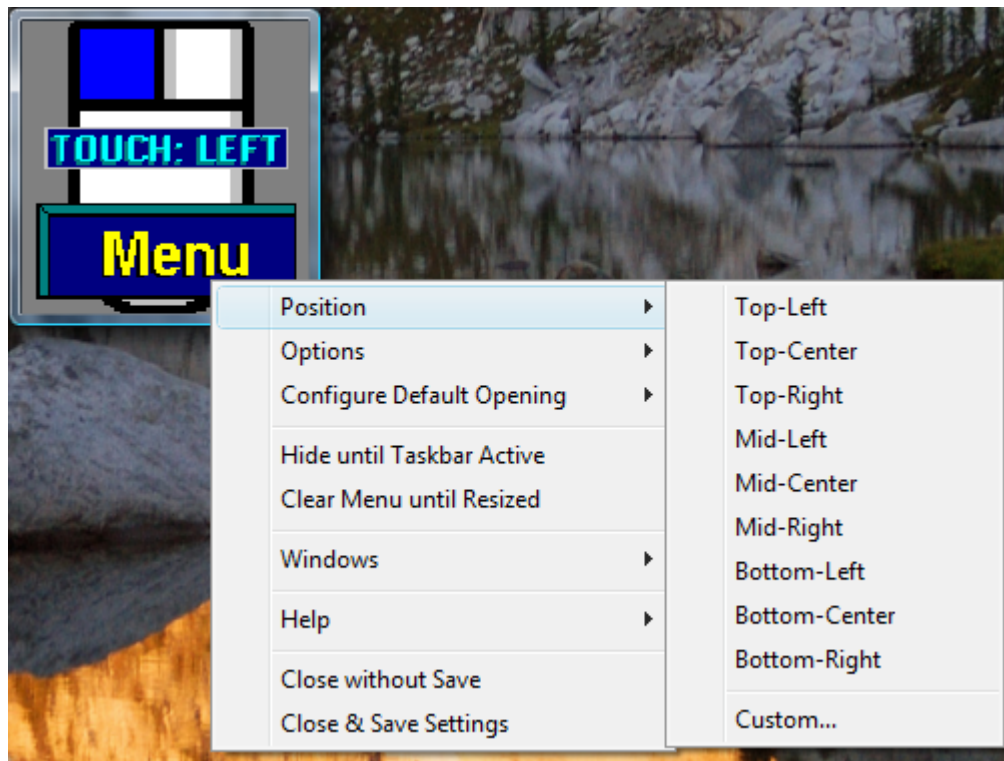 TOUCH: LEFT
Menu
Position
Options
Configure Default Opening
Hide until Taskbar Active
Clear Menu until Resized
Windows
Help
Close without Save
Close & Save Settings
Top-Left
Top-Center
Top-Right
Mid-Left
Mid-Center
Mid-Right
Bottom-Left
Bottom-Center
Bottom-Right
Custom...